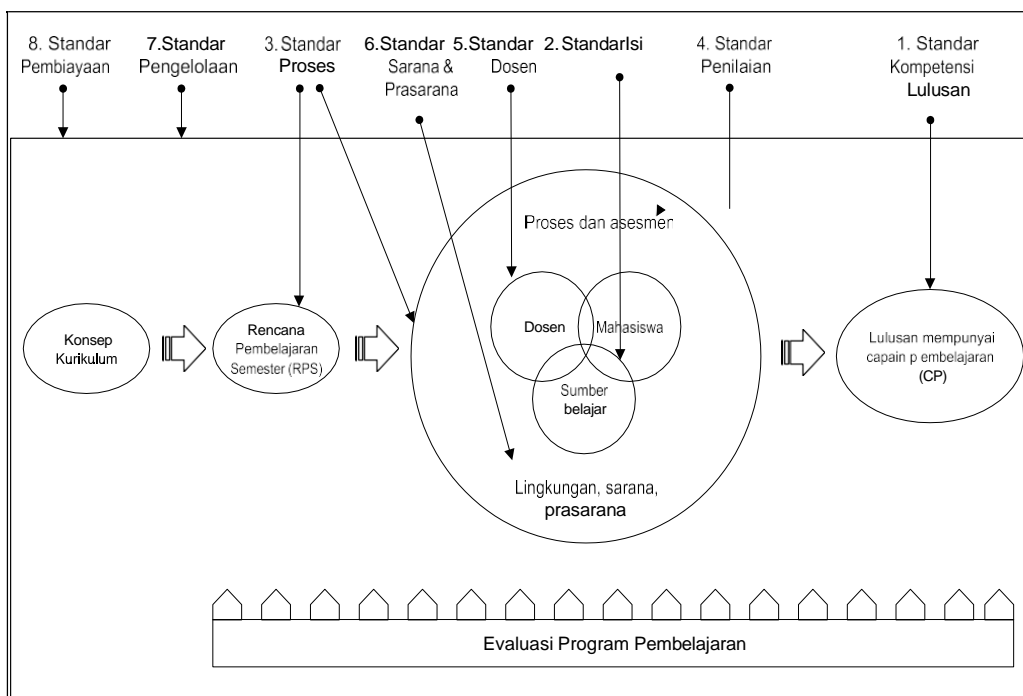 8. Standar
Pembiayaan
7.Standar
Pengelolaan
3. Standar
Proses
6.Standar
Sarana &
Prasarana
5.Standar
Dosen
2.StandarIsi
4. Standar
Penilaian
1. Standar
Kompetensi
Lulusan
Proses dan asesmen
Konsep
Kurikulum
Rencana
Pembelajaran
Semester (RPS)
Dosen
Mahasiswa
Sumber
belajar
Lingkungan, sarana,
prasarana
Lulusan mempunyai
capain p embelajaran
(CP)
Evaluasi Program Pembelajaran